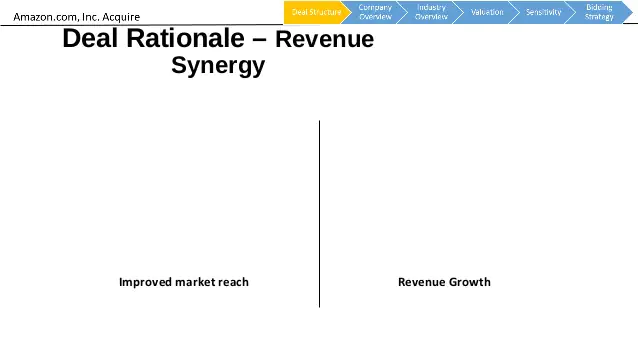 Amazon.com, Inc. Acquire
Deal Structure
Company
Overview
Industry
Overview
Valuation
Sensitivity
Bidding
Strategy
Deal Rationale – Revenue
Synergy
Improved market reach
Revenue Growth